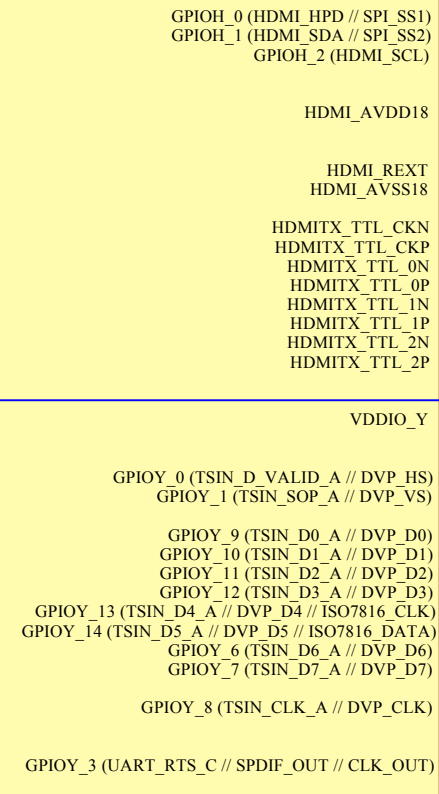 GPIOH_0 (HDMI_HPD // SPI_SS1)
GPIOH_1 (HDMI_SDA // SPI_SS2)
GPIOH_2 (HDMI_SCL)
HDMI_AVDD18
HDMI_REXT
HDMI_AVSS18
HDMITX_TTL_CKN
HDMITX_TTL_CKP
HDMITX_TTL_0N
HDMITX_TTL_0P
HDMITX_TTL_1N
HDMITX_TTL_1P
HDMITX_TTL_2N
HDMITX_TTL_2P
VDDIO_Y
GPIOY_0 (TSIN_D_VALID_A // DVP_HS)
GPIOY_1 (TSIN_SOP_A // DVP_VS)
GPIOY_9 (TSIN_D0_A // DVP_D0)
GPIOY_10 (TSIN_D1_A // DVP_D1)
GPIOY_11 (TSIN_D2_A // DVP_D2)
GPIOY_12 (TSIN_D3_A // DVP_D3)
GPIOY_13 (TSIN_D4_A // DVP_D4 // ISO7816_CLK)
GPIOY_14 (TSIN_D5_A // DVP_D5 // ISO7816_DATA)
GPIOY_6 (TSIN_D6_A // DVP_D6)
GPIOY_7 (TSIN_D7_A // DVP_D7)
GPIOY_8 (TSIN_CLK_A // DVP_CLK)
GPIOY_3 (UART_RTS_C // SPDIF_OUT // CLK_OUT)